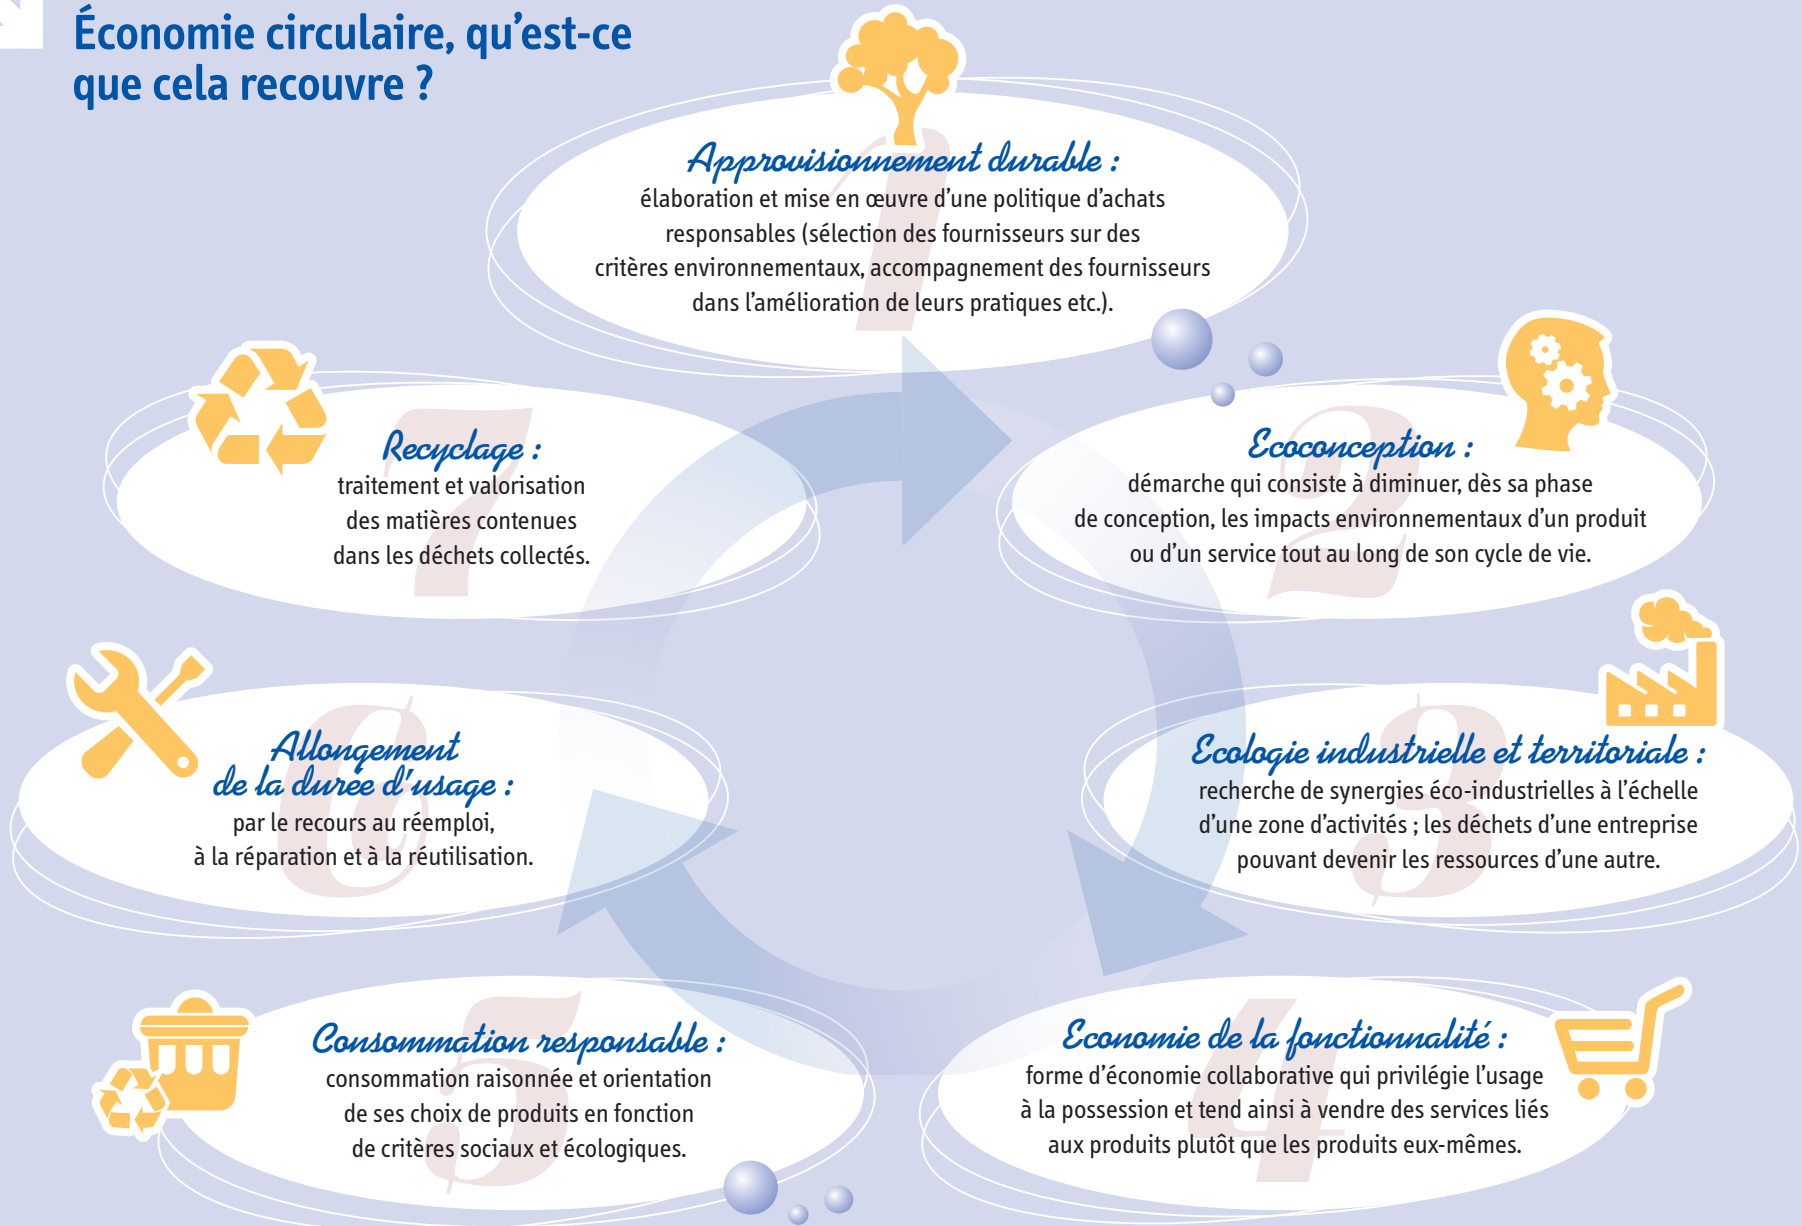 Économie circulaire, qu’est-ce
que cela recouvre ?
1
Approvisionnement durable :
élaboration et mise en œuvre d’une politique d’achats
responsables (sélection des fournisseurs sur des
critères environnementaux, accompagnement des fournisseurs
dans l’amélioration de leurs pratiques etc.).
2
Ecoconception :
démarche qui consiste à diminuer, dès sa phase
de conception, les impacts environnementaux d’un produit
ou d’un service tout au long de son cycle de vie.
3
Ecologie industrielle et territoriale :
recherche de synergies éco-industrielles à l’échelle
d’une zone d’activités ; les déchets d’une entreprise
pouvant devenir les ressources d’une autre.
4
Economie de la fonctionnalité :
forme d’économie collaborative qui privilégie l’usage
à la possession et tend ainsi à vendre des services liés
aux produits plutôt que les produits eux-mêmes.
5
Consommation responsable :
consommation raisonnée et orientation
de ses choix de produits en fonction
de critères sociaux et écologiques.
6
Allongement
de la durée d’usage :
par le recours au réemploi,
à la réparation et à la réutilisation.
7
Recyclage :
traitement et valorisation
des matières contenues
dans les déchets collectés.